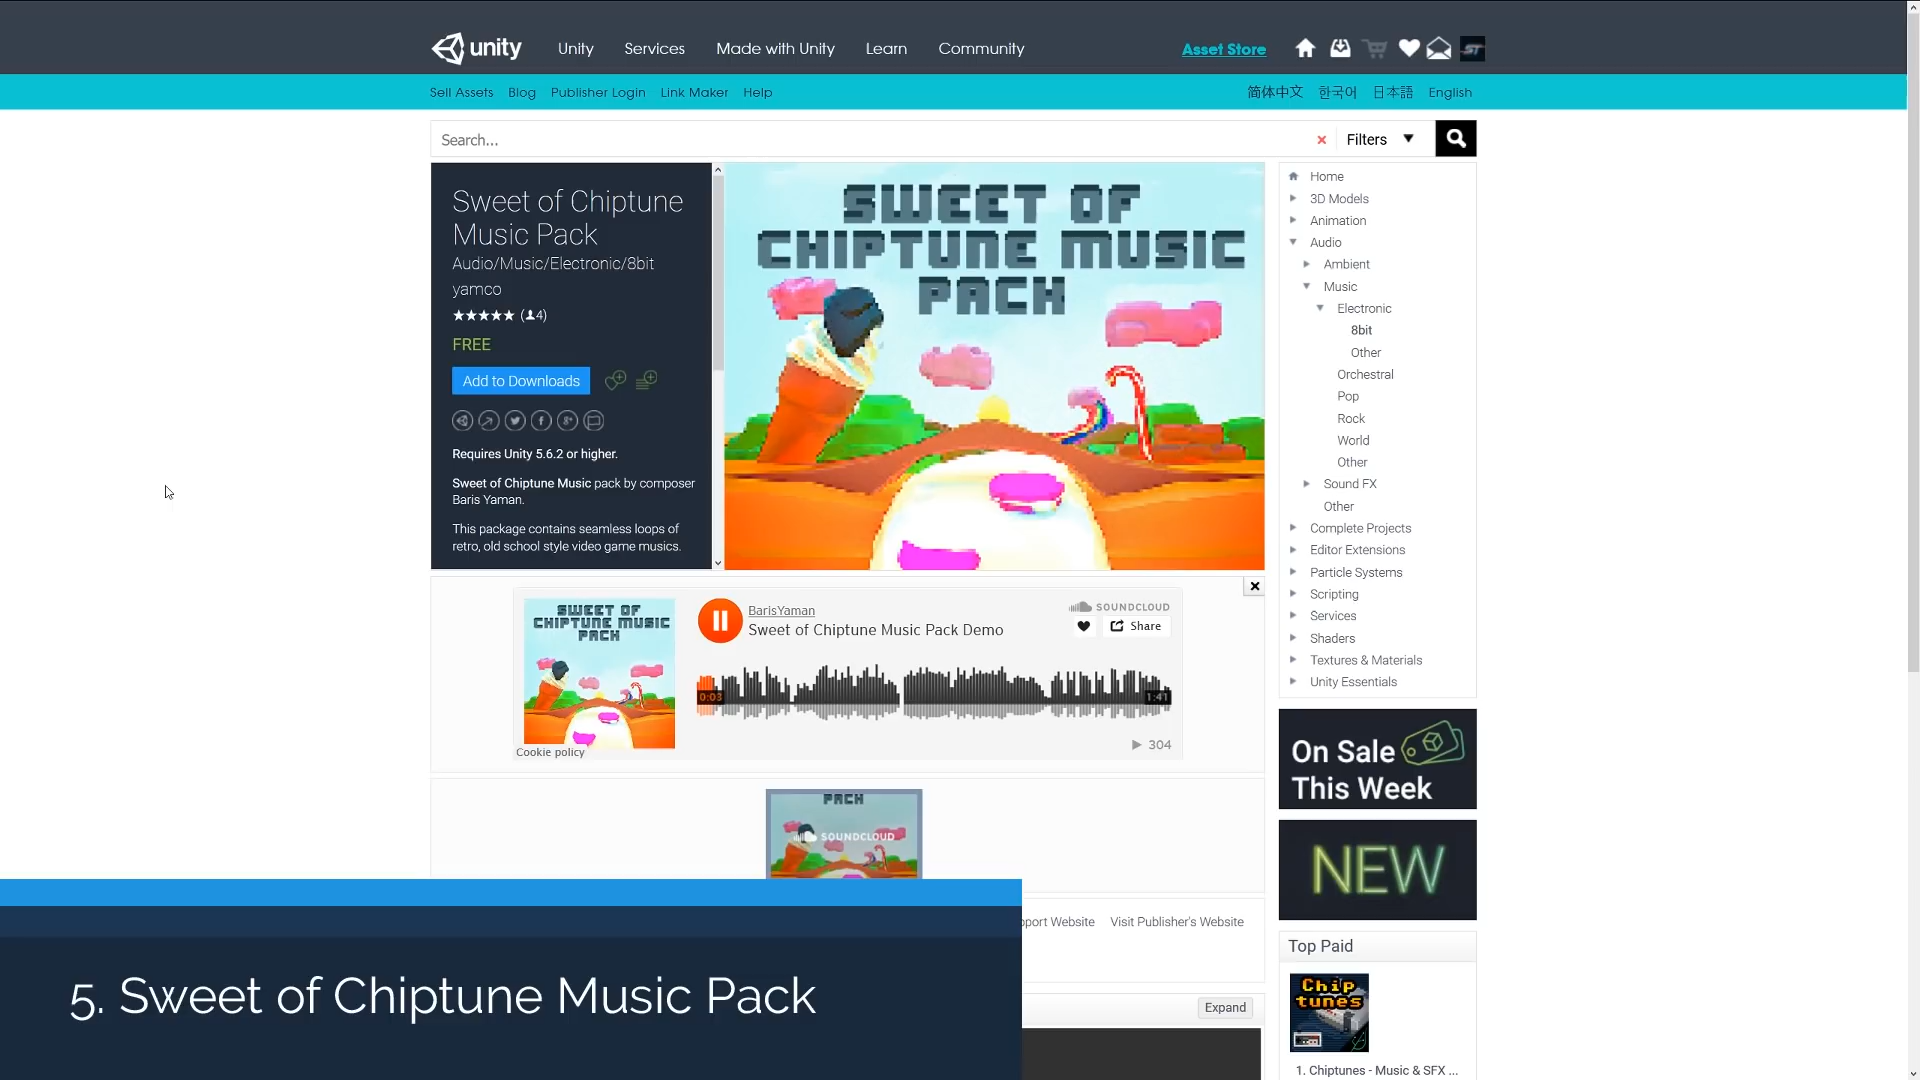 unity
Unity Services Made with Unity Learn Community
Asset Store
ST
Sell Assets Blog Publisher Login Link Maker Help
简体中文 한국어 日本語 English
Search...
Filters
Sweet of Chiptune
Music Pack
Audio/Music/Electronic/8bit
yamco
(4)
FREE
Add to Downloads
Requires Unity 5.6.2 or higher.
Sweet of Chiptune Music pack by composer
Baris Yaman.
This package contains seamless loops of
retro, old school style video game musics.
SWEET OF
CHIPTUNE MUSIC
PACK
Home
3D Models
Animation
Audio
Ambient
Music
Electronic
8bit
Other
Orchestral
Pop
Rock
World
Other
Sound FX
Other
Complete Projects
Editor Extensions
Particle Systems
Scripting
Services
Shaders
Textures & Materials
Unity Essentials
SWEET OF
CHIPTUNE MUSIC
PACK
Cookie policy
BarisYaman
Sweet of Chiptune Music Pack Demo
SOUNDCLOUD
Share
0:03
1:41
304
PACK
SOUNDCLOUD
On Sale
This Week
NEW
pport Website Visit Publisher's Website
Expand
Top Paid
Chip
tunes
1. Chiptunes - Music & SFX ...
5. Sweet of Chiptune Music Pack